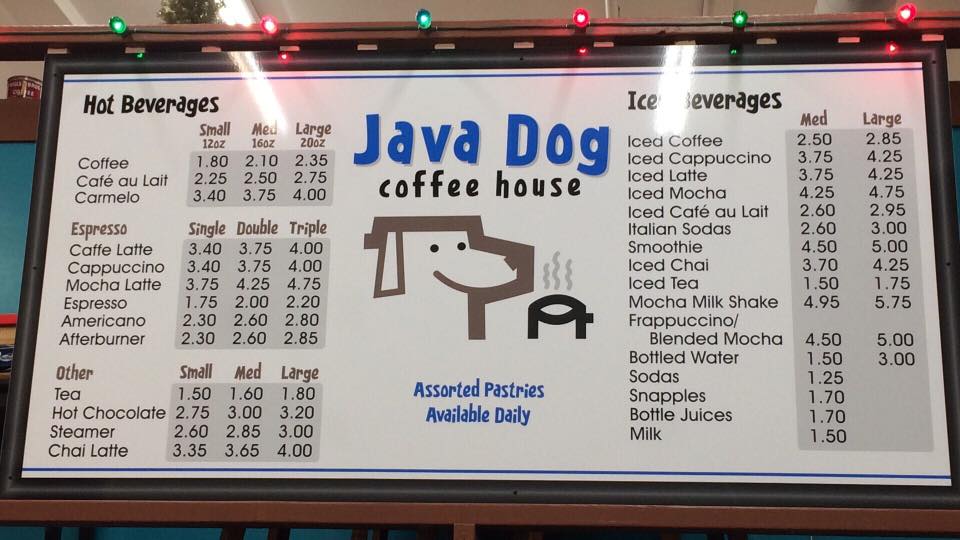 Hot Beverages
Small Med Large
12oz 16oz 20oz
Coffee 1.80 2.10 2.35
Café au Lait 2.25 2.50 2.75
Carmelo 3.40 3.75 4.00
Espresso Single Double Triple
Caffe Latte 3.40 3.75 4.00
Cappuccino 3.40 3.75 4.00
Mocha Latte 3.75 4.25 4.75
Espresso 1.75 2.00 2.20
Americano 2.30 2.60 2.80
Afterburner 2.30 2.60 2.85
Other Small Med Large
Tea 1.50 1.60 1.80
Hot Chocolate 2.75 3.00 3.20
Steamer 2.60 2.85 3.00
Chai Latte 3.35 3.65 4.00
Java Dog
coffee house
Assorted Pastries
Available Daily
Iced Beverages
Med Large
Iced Coffee 2.50 2.85
Iced Cappuccino 3.75 4.25
Iced Latte 3.75 4.25
Iced Mocha 4.25 4.75
Iced Café au Lait 2.60 2.95
Italian Sodas 2.60 3.00
Smoothie 4.50 5.00
Iced Chai 3.70 4.25
Iced Tea 1.50 1.75
Mocha Milk Shake 4.95 5.75
Frappuccino/
Blended Mocha 4.50 5.00
Bottled Water 1.50 3.00
Sodas 1.25
Snapples 1.70
Bottle Juices 1.70
Milk 1.50